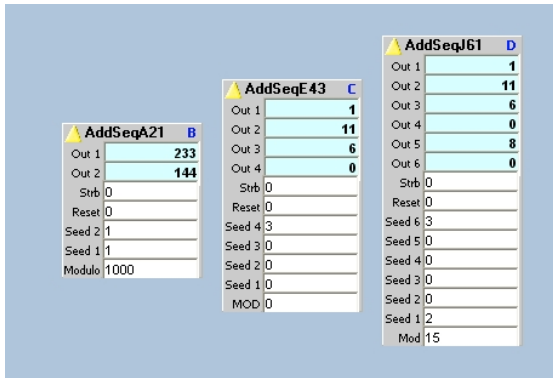 AddSeqA21 B
Out 1 233
Out 2 144
Strb 0
Reset 0
Seed 2 1
Seed 1 1
Modulo 1000
AddSeqE43 C
Out 1 1
Out 2 11
Out 3 6
Out 4 0
Strb 0
Reset 0
Seed 4 3
Seed 3 0
Seed 2 0
Seed 1 0
MOD 0
AddSeqJ61 D
Out 1 1
Out 2 11
Out 3 6
Out 4 0
Out 5 8
Out 6 0
Strb 0
Reset 0
Seed 6 3
Seed 5 0
Seed 4 0
Seed 3 0
Seed 2 0
Seed 1 2
Mod 15